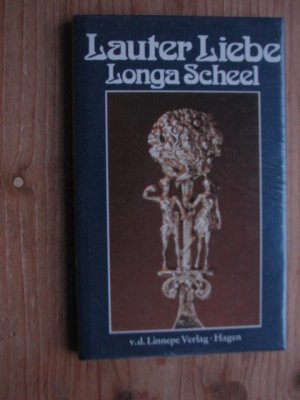 Lauter Liebe
Longa Scheel
v.d. Linnepe Verlag · Hagen